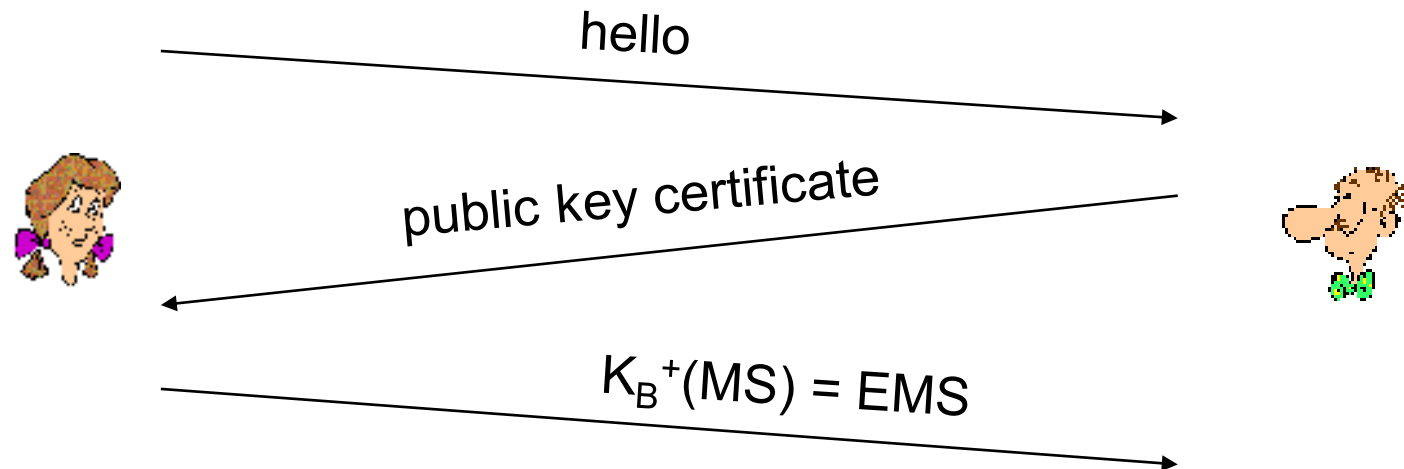 hello
public key certificate
K_B^+(MS) = EMS